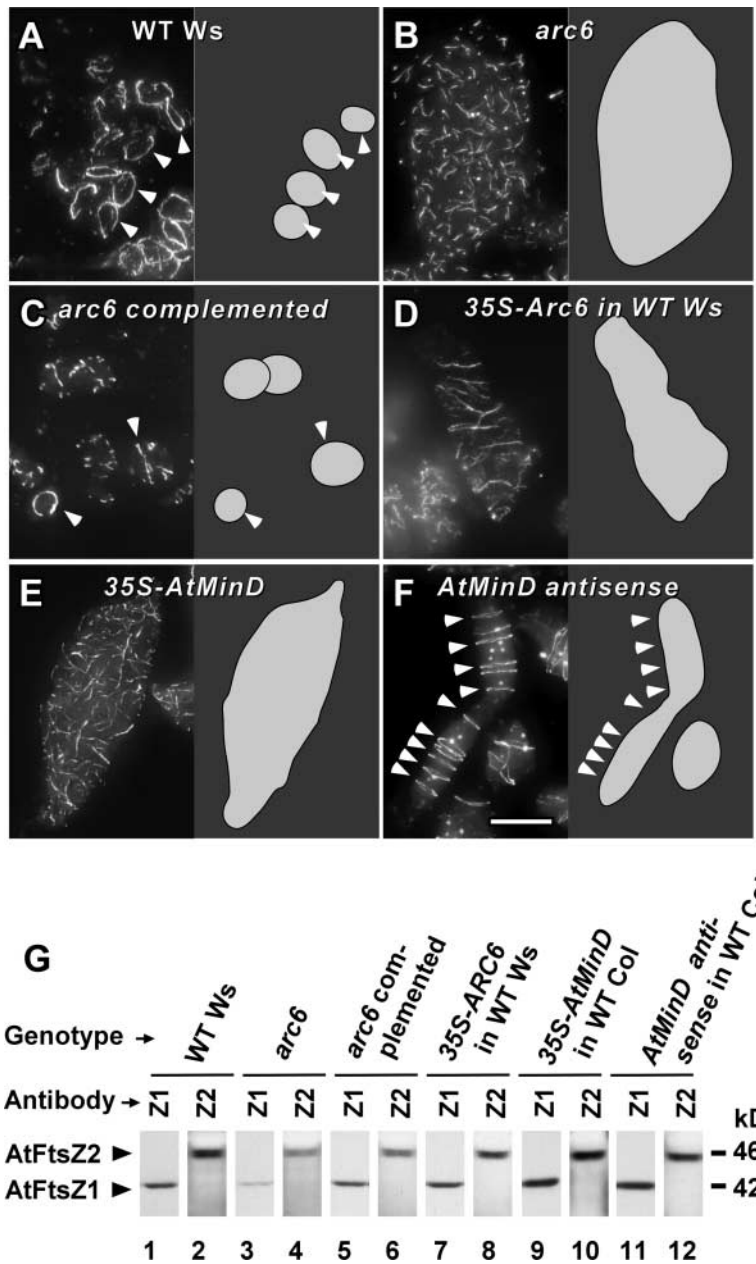 A WT Ws
B arc6
C arc6 complemented
D 35S-Arc6 in WT Ws
E 35S-AtMinD
F AtMinD antisense
G
Genotype
WT Ws
arc6
arc6 com-
plemented
35S-ARC6
in WT Ws
35S-AtMinD
in WT Col
AtMinD anti-
sense in WT Col
Antibody Z1 Z2 Z1 Z2 Z1 Z2 Z1 Z2 Z1 Z2 Z1 Z2
AtFtsZ2 46
AtFtsZ1 42
1 2 3 4 5 6 7 8 9 10 11 12